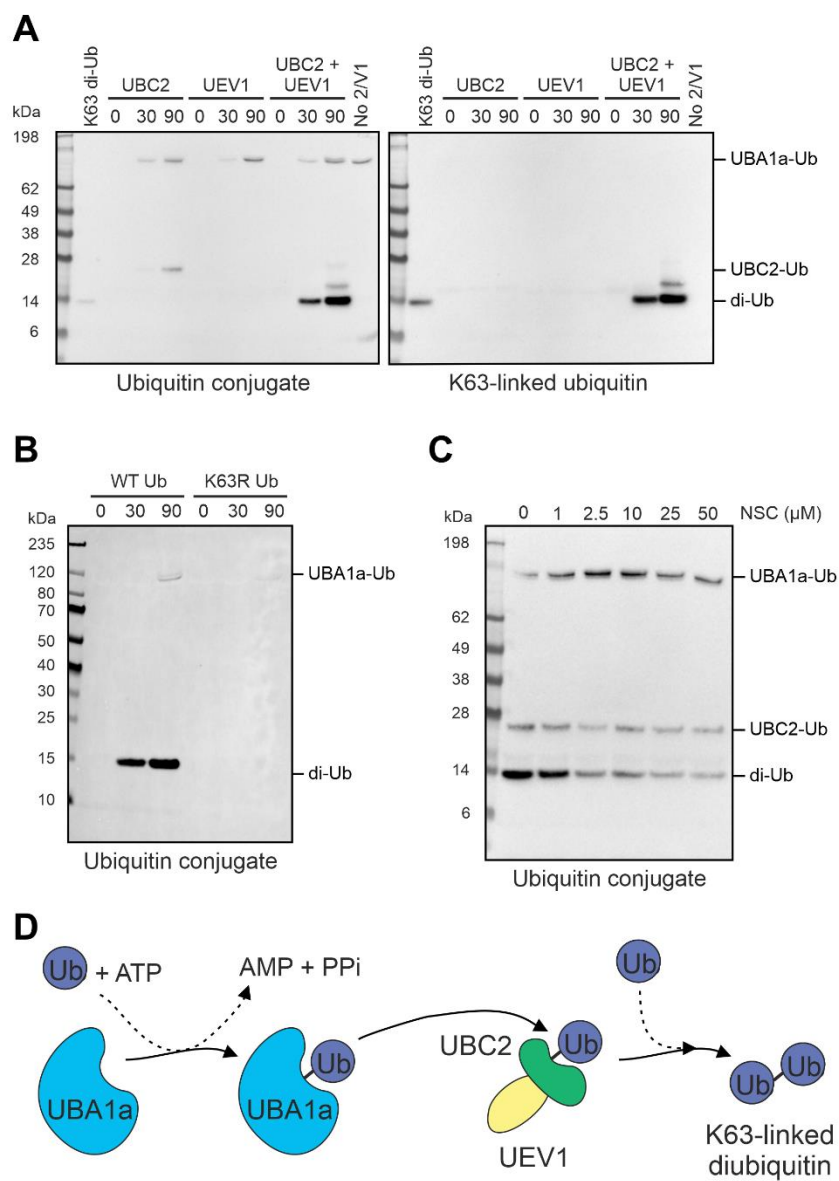 A
K63 di-Ub
UBC2
UEV1
UBC2 +
UEV1
No 2/V1
K63 di-Ub
UBC2
UEV1
UBC2 +
UEV1
No 2/V1
kDa
0 30 90 0 30 90 0 30 90
0 30 90 0 30 90 0 30 90
198
62
49
38
28
14
6
UBA1a-Ub
UBC2-Ub
di-Ub
Ubiquitin conjugate
K63-linked ubiquitin
B
WT Ub K63R Ub
0 30 90 0 30 90
kDa
235
120
80
70
50
40
30
25
15
10
UBA1a-Ub
di-Ub
Ubiquitin conjugate
C
0 1 2.5 10 25 50 NSC (µM)
kDa
198
62
49
38
28
14
6
UBA1a-Ub
UBC2-Ub
di-Ub
Ubiquitin conjugate
D
Ub + ATP
AMP + PPi
UBA1a
Ub
UBA1a
UBC2
Ub
UEV1
Ub
Ub Ub
K63-linked
diubiquitin